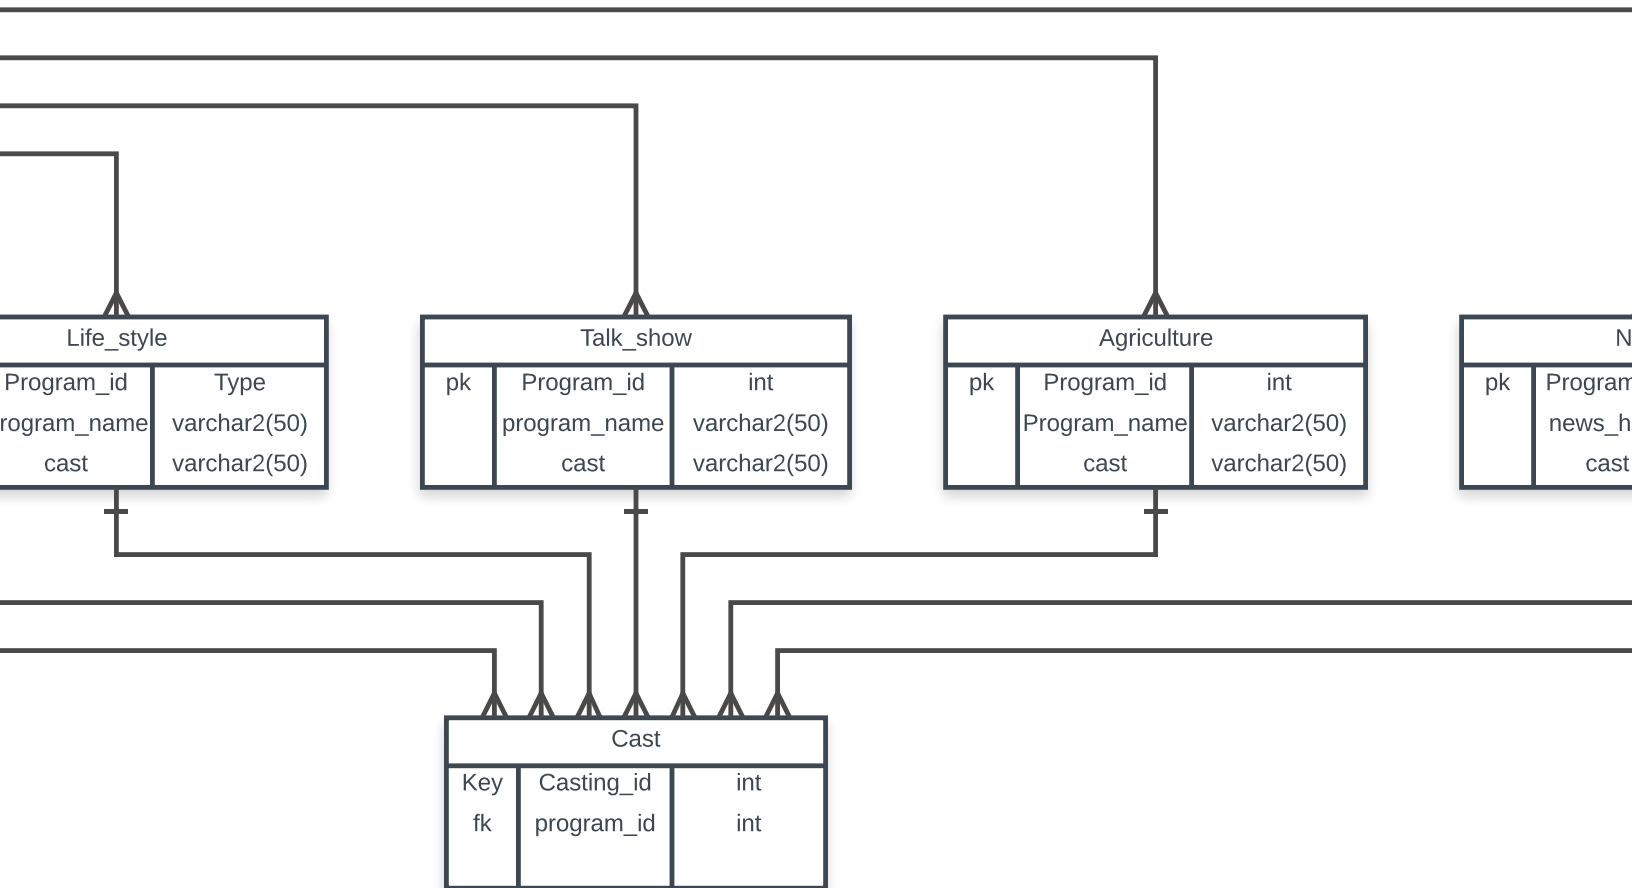 Life_style
Program_id Type
rogram_name varchar2(50)
cast varchar2(50)
Talk_show
pk Program_id int
program_name varchar2(50)
cast varchar2(50)
Agriculture
pk Program_id int
Program_name varchar2(50)
cast varchar2(50)
N
pk Program
news_h
cast
Cast
Key Casting_id int
fk program_id int